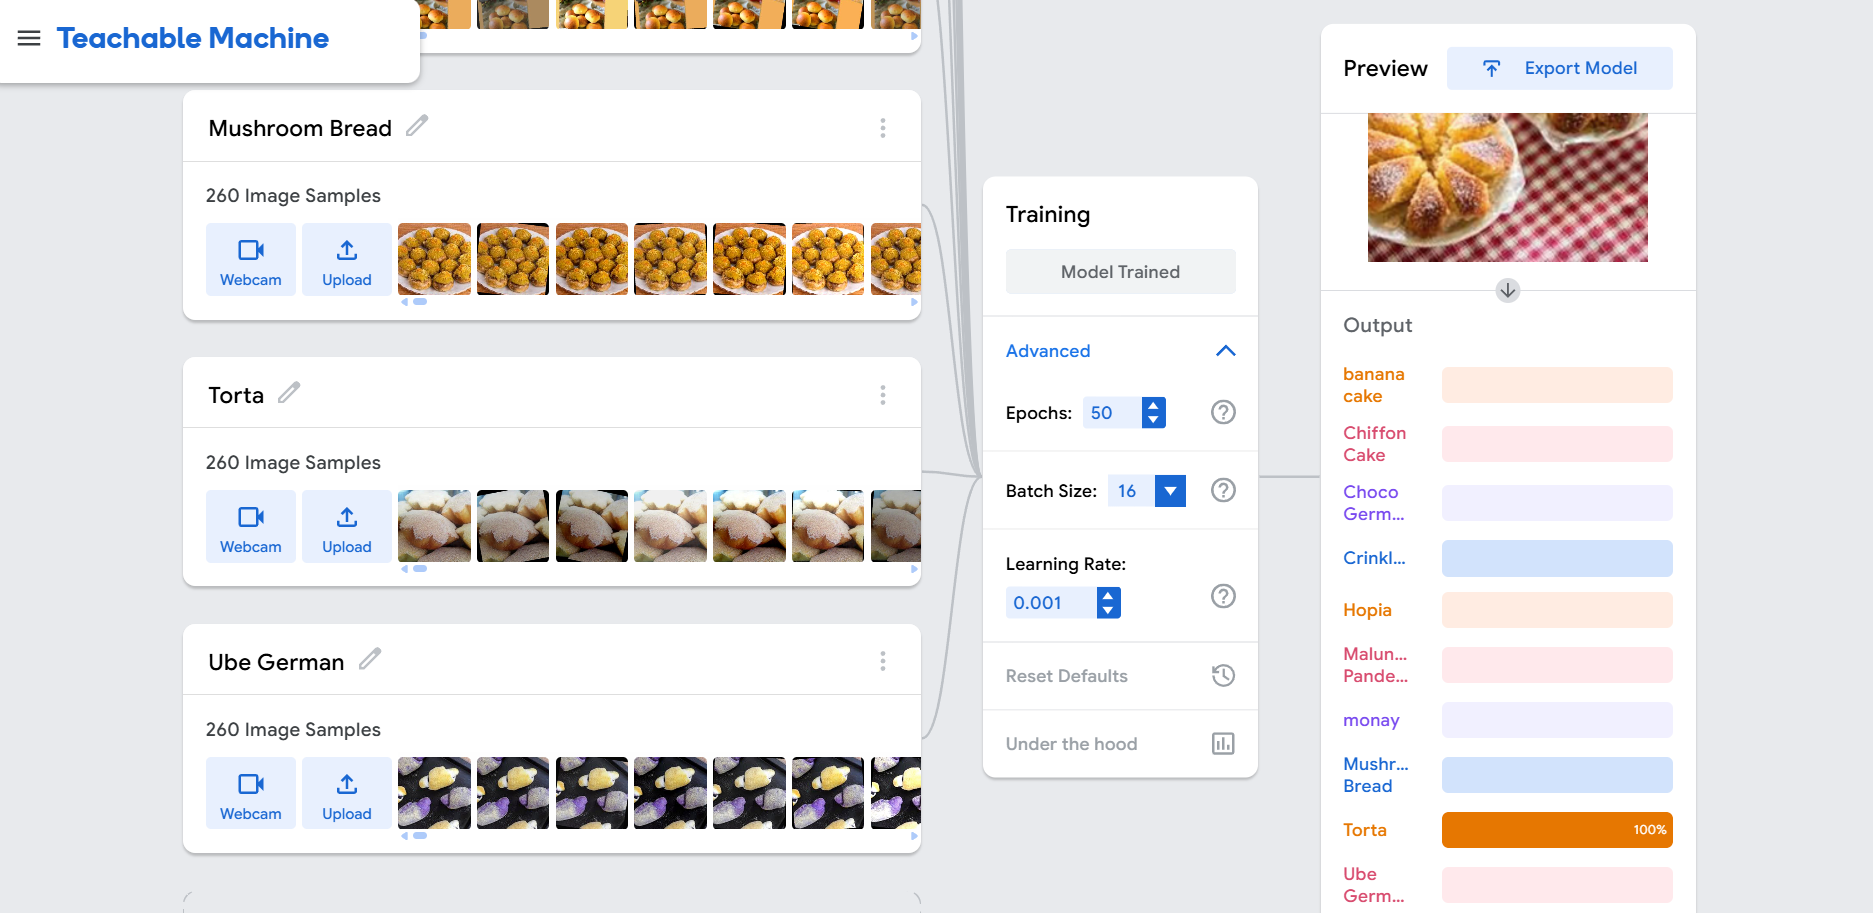 Teachable Machine
Mushroom Bread
260 Image Samples
Webcam
Upload
Torta
260 Image Samples
Webcam
Upload
Ube German
260 Image Samples
Webcam
Upload
Training
Model Trained
Advanced
Epochs: 50
Batch Size: 16
Learning Rate:
0.001
Reset Defaults
Under the hood
Preview
Export Model
Output
banana
cake
Chiffon
Cake
Choco
Germ...
Crinkl...
Hopia
Malun...
Pande...
monay
Mushr...
Bread
Torta 100%
Ube
Germ...